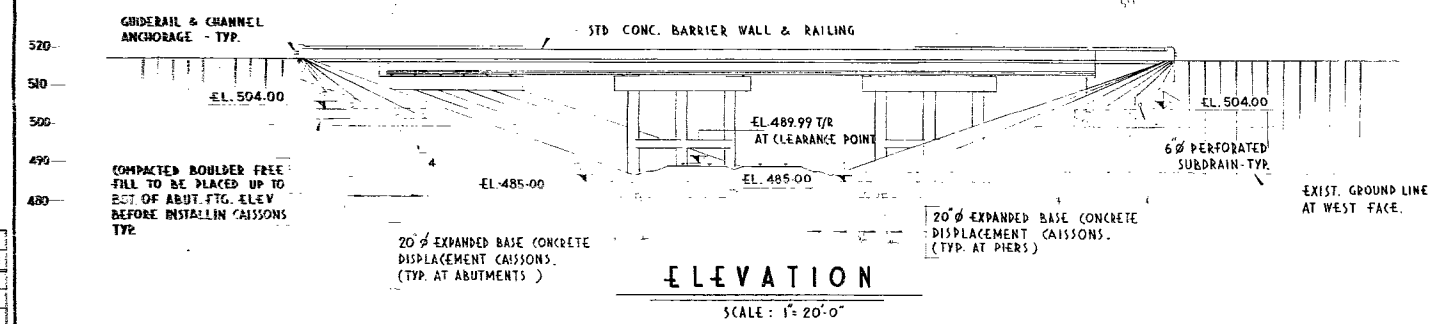 GUIDERAIL & CHANNEL
ANCHORAGE - TYP.
STD CONC. BARRIER WALL & RAILING
520
510
500
490
480
EL. 504.00
EL. 489.99 T/R
AT CLEARANCE POINT
EL. 504.00
6"Ø PERFORATED
SUBDRAIN-TYP.
COMPACTED BOULDER FREE
FILL TO BE PLACED UP TO
BOT. OF ABUT. FTG. ELEV
BEFORE INSTALLIN CAISSONS
TYP.
4
EL. 485.00
EL. 485.00
EXIST. GROUND LINE
AT WEST FACE.
20"Ø EXPANDED BASE CONCRETE
DISPLACEMENT CAISSONS.
(TYP. AT ABUTMENTS )
20"Ø EXPANDED BASE CONCRETE
DISPLACEMENT CAISSONS.
(TYP. AT PIERS )
ELEVATION
SCALE : 1"= 20'-0"